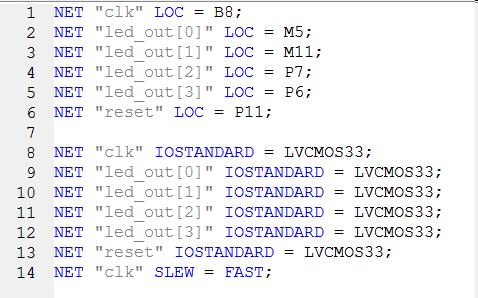 1 NET "clk" LOC = B8;
2 NET "led_out[0]" LOC = M5;
3 NET "led_out[1]" LOC = M11;
4 NET "led_out[2]" LOC = P7;
5 NET "led_out[3]" LOC = P6;
6 NET "reset" LOC = P11;
7
8 NET "clk" IOSTANDARD = LVCMOS33;
9 NET "led_out[0]" IOSTANDARD = LVCMOS33;
10 NET "led_out[1]" IOSTANDARD = LVCMOS33;
11 NET "led_out[2]" IOSTANDARD = LVCMOS33;
12 NET "led_out[3]" IOSTANDARD = LVCMOS33;
13 NET "reset" IOSTANDARD = LVCMOS33;
14 NET "clk" SLEW = FAST;